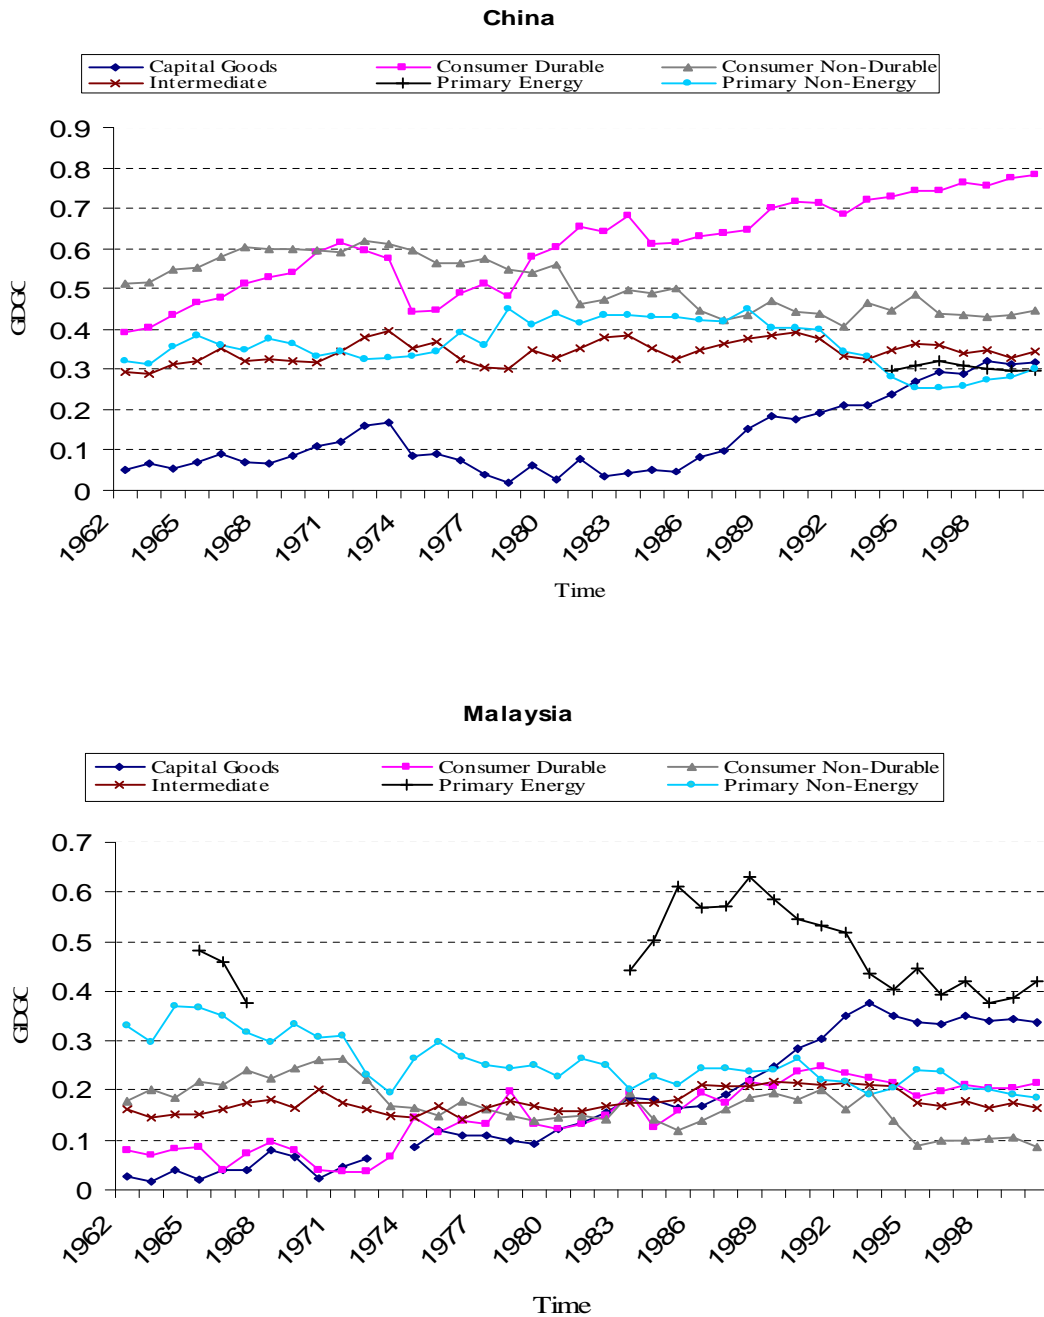 China
Capital Goods Consumer Durable Consumer Non-Durable
Intermediate Primary Energy Primary Non-Energy
0.9
0.8
0.7
0.6
0.5
0.4
0.3
0.2
0.1
0
GDGC
1962 1965 1968 1971 1974 1977 1980 1983 1986 1989 1992 1995 1998
Time
Malaysia
Capital Goods Consumer Durable Consumer Non-Durable
Intermediate Primary Energy Primary Non-Energy
0.7
0.6
0.5
0.4
0.3
0.2
0.1
0
GDGC
1962 1965 1968 1971 1974 1977 1980 1983 1986 1989 1992 1995 1998
Time